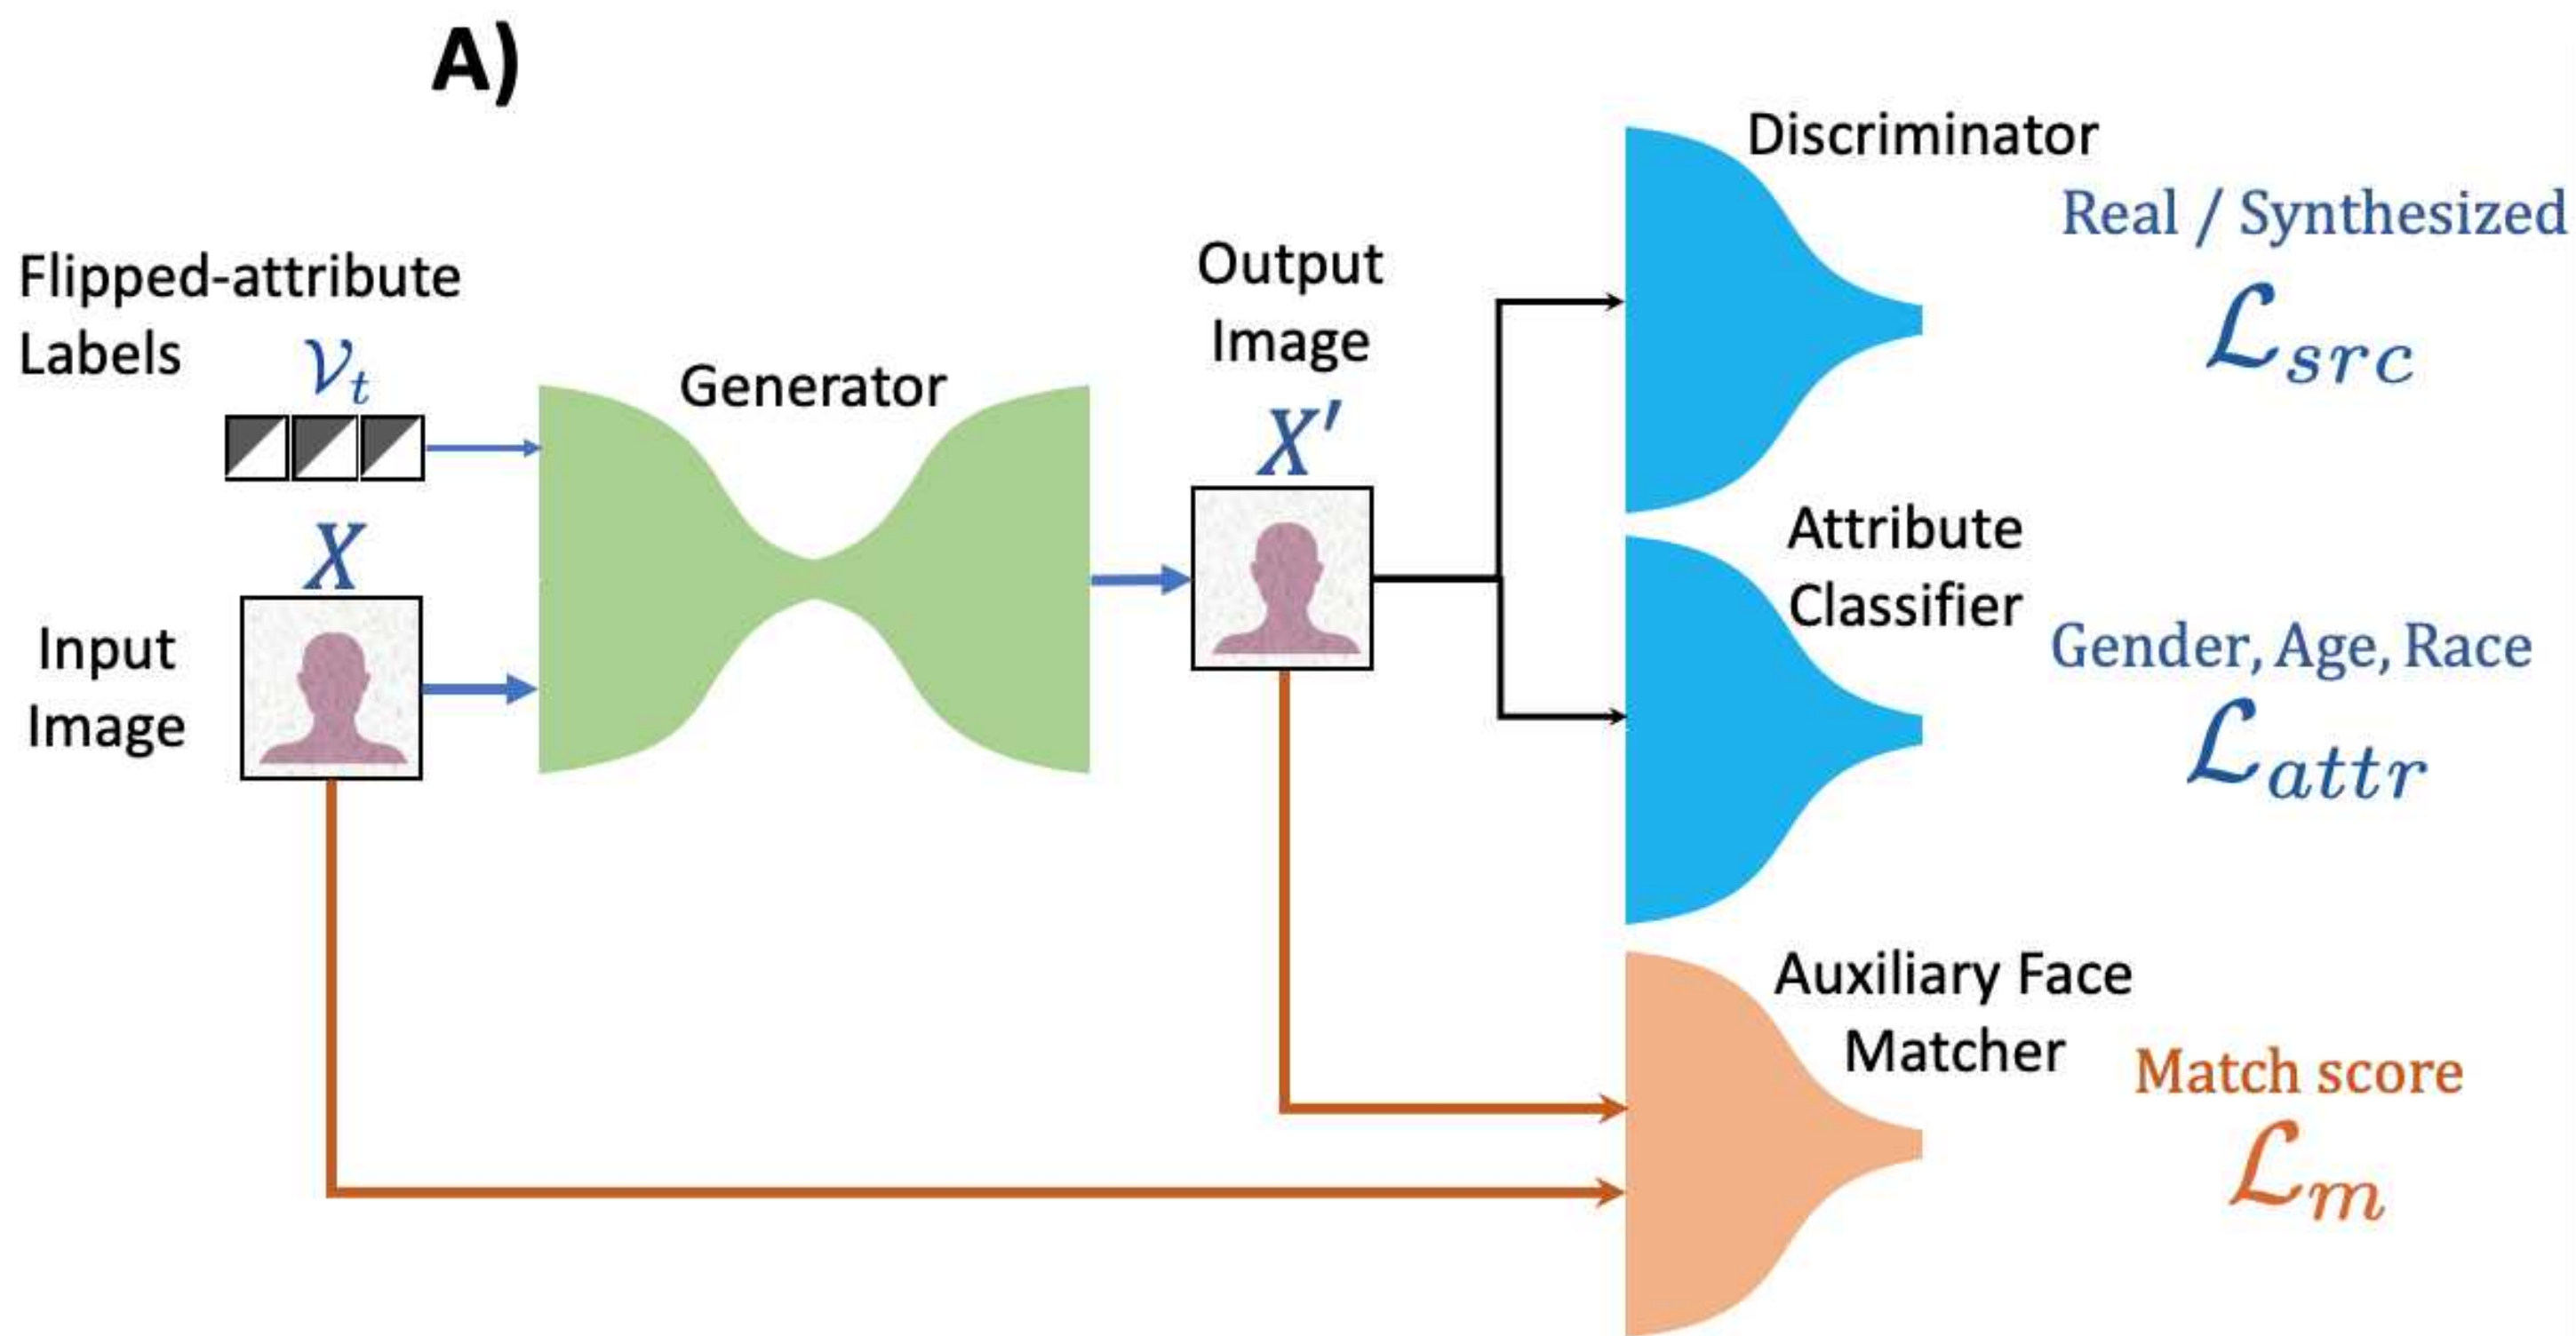 A)
Flipped-attribute
Labels
𝒱ₜ
X
Input
Image
Generator
Output
Image
X′
Discriminator
Real / Synthesized
ℒsrc
Attribute
Classifier
Gender, Age, Race
ℒattr
Auxiliary Face
Matcher
Match score
ℒm